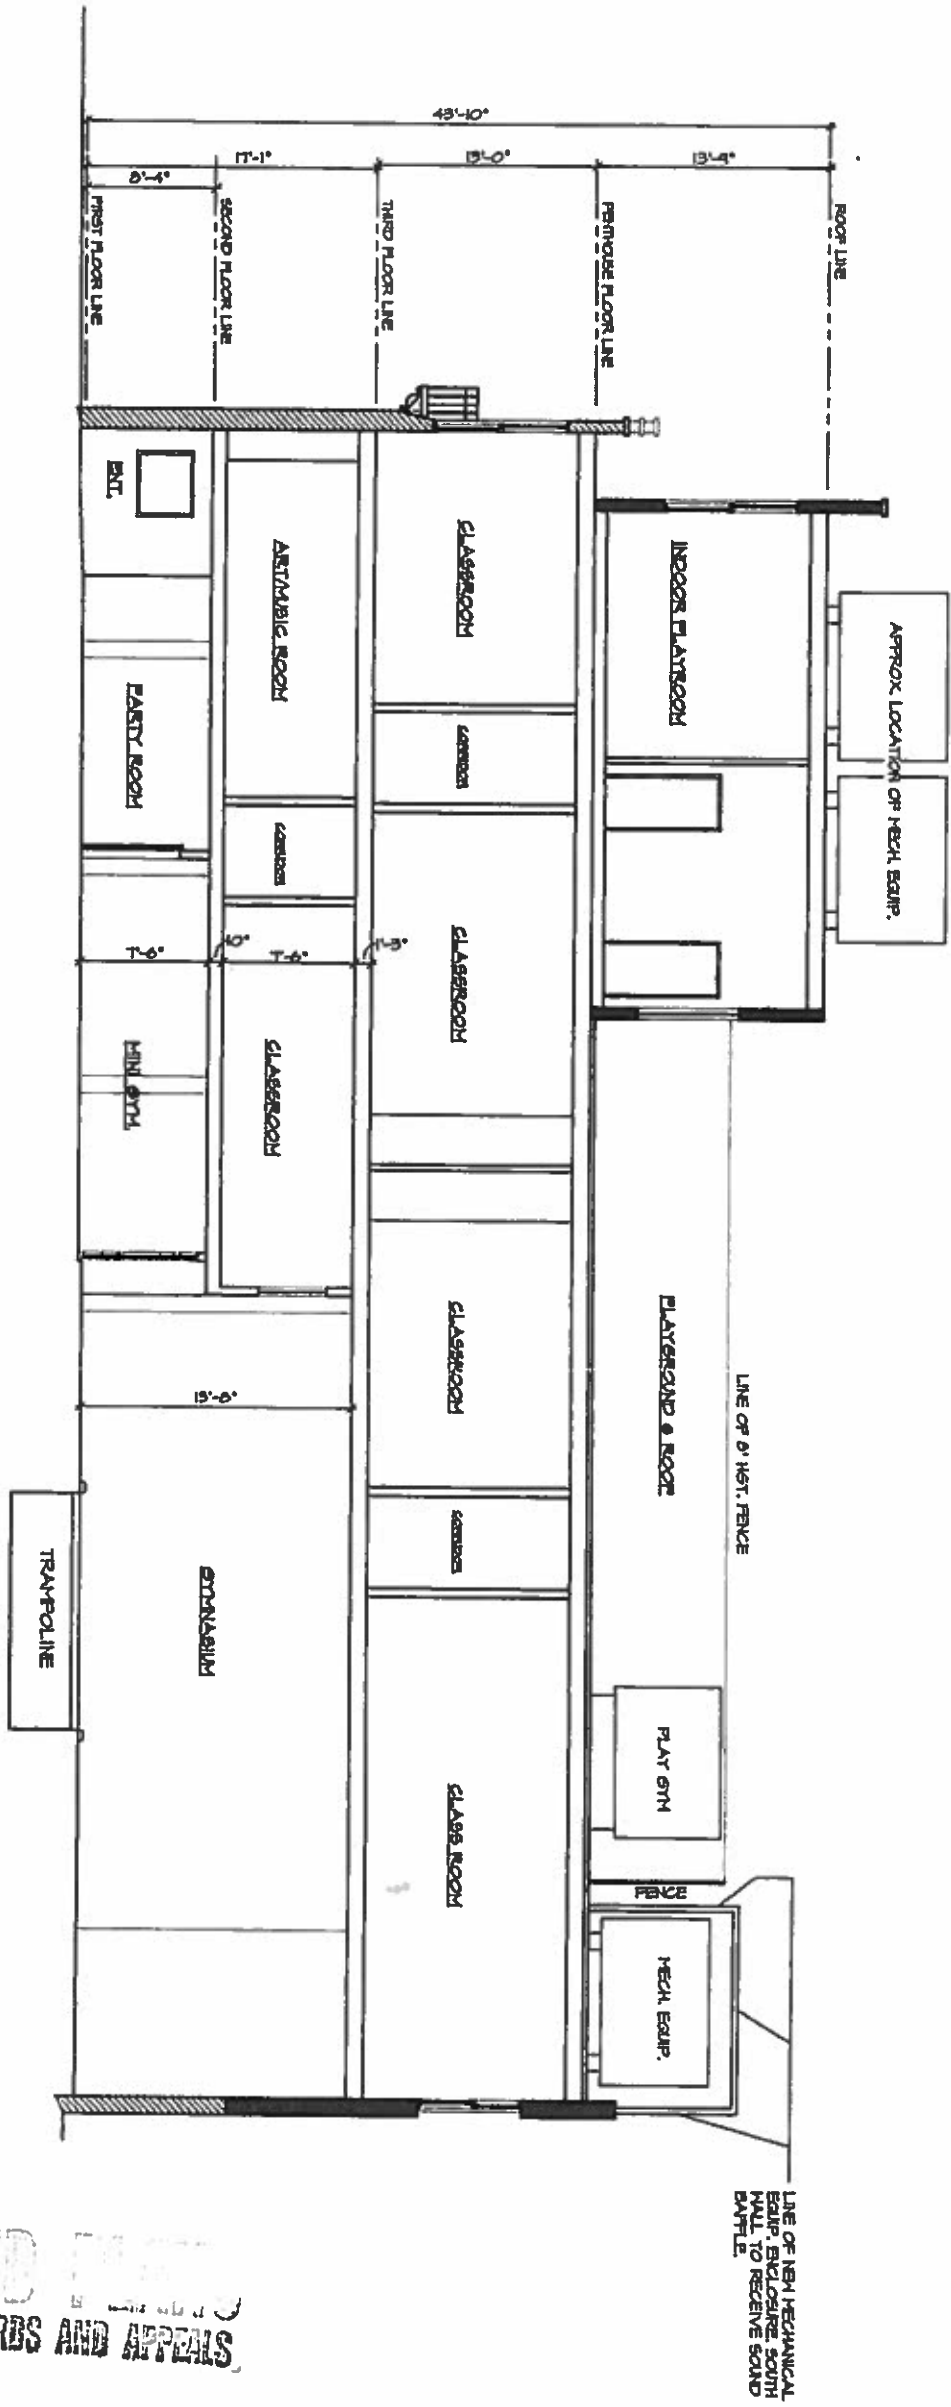 APPROX. LOCATION OF MECH. EQUIP.
ROOF LINE
LINE OF 8' HGT. FENCE
LINE OF NEW MECHANICAL
EQUIP. ENCLOSURE. SOUTH
WALL TO RECEIVE SOUND
BAFFLE.
INDOOR PLAYROOM
PLAYGROUND @ ROOF
PLAY GYM
FENCE
MECH. EQUIP.
PENTHOUSE FLOOR LINE
43'-10"
13'-9"
13'-0"
17'-1"
8'-4"
CLASSROOM
CORRIDOR
CLASSROOM
CLASSROOM
CORRIDOR
CLASS ROOM
THIRD FLOOR LINE
1'-3"
ART/MUSIC ROOM
CORRIDOR
7'-6"
CLASSROOM
SECOND FLOOR LINE
10"
13'-8"
GYMNASIUM
ENT.
PARTY ROOM
7'-6"
MINI GYM.
FIRST FLOOR LINE
TRAMPOLINE
AND APPEALS